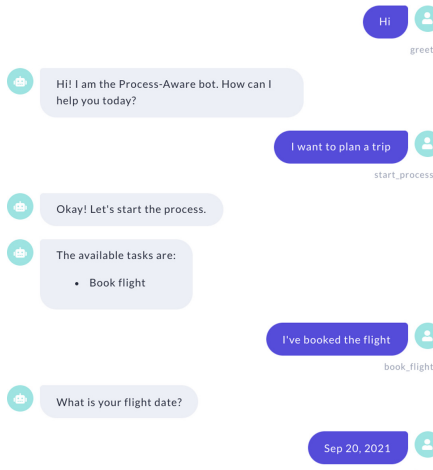 Hi
greet
Hi! I am the Process-Aware bot. How can I
help you today?
I want to plan a trip
start_process
Okay! Let's start the process.
The available tasks are:
• Book flight
I've booked the flight
book_flight
What is your flight date?
Sep 20, 2021